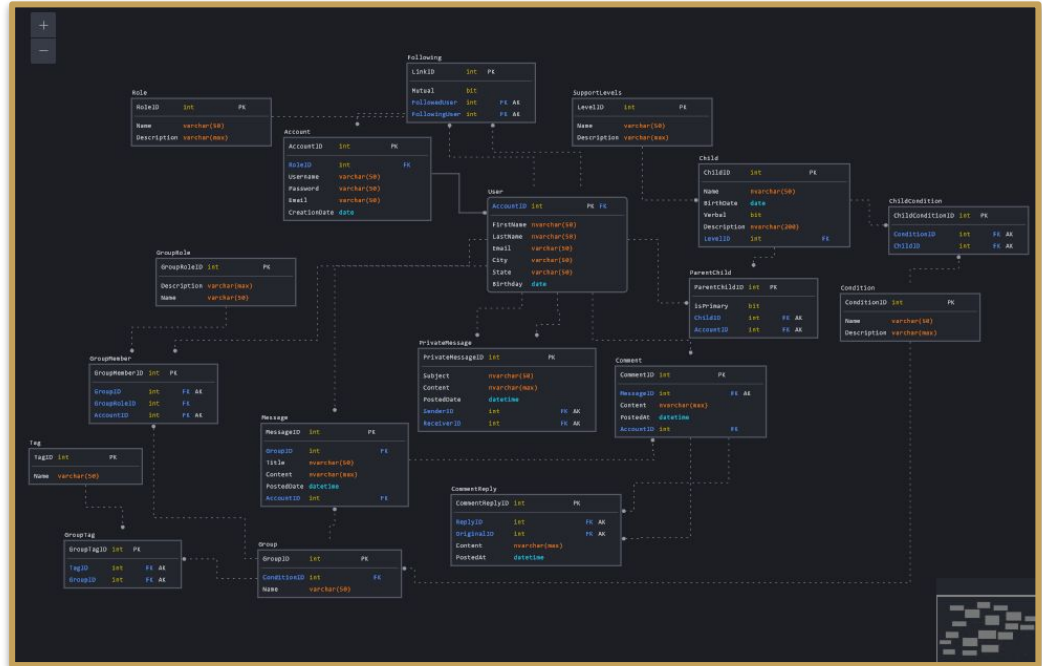 +
−
Following
LinkID int PK
Mutual bit
FollowedUser int FK AK
FollowingUser int FK AK
Role
RoleID int PK
Name varchar(50)
Description varchar(max)
SupportLevels
LevelID int PK
Name varchar(50)
Description varchar(max)
Account
AccountID int PK
RoleID int FK
Username varchar(50)
Password varchar(50)
Email varchar(50)
CreationDate date
Child
ChildID int PK
Name nvarchar(50)
BirthDate date
Verbal bit
Description nvarchar(200)
LevelID int FK
User
AccountID int PK FK
FirstName nvarchar(50)
LastName nvarchar(50)
Email varchar(50)
City varchar(50)
State varchar(50)
Birthday date
ChildCondition
ChildConditionID int PK
ConditionID int FK AK
ChildID int FK AK
GroupRole
GroupRoleID int PK
Description varchar(max)
Name varchar(50)
ParentChild
ParentChildID int PK
isPrimary bit
ChildID int FK AK
AccountID int FK AK
Condition
ConditionID int PK
Name varchar(50)
Description varchar(max)
PrivateMessage
PrivateMessageID int PK
Subject nvarchar(50)
Content nvarchar(max)
PostedDate datetime
SenderID int FK AK
ReceiverID int FK AK
GroupMember
GroupMemberID int PK
GroupID int FK AK
GroupRoleID int FK
AccountID int FK AK
Comment
CommentID int PK
MessageID int FK AK
Content nvarchar(max)
PostedAt datetime
AccountID int FK
Message
MessageID int PK
GroupID int FK
Title nvarchar(50)
Content nvarchar(max)
PostedDate datetime
AccountID int FK
Tag
TagID int PK
Name varchar(50)
CommentReply
CommentReplyID int PK
ReplyID int FK AK
OriginalID int FK AK
Content nvarchar(max)
PostedAt datetime
GroupTag
GroupTagID int PK
TagID int FK AK
GroupID int FK AK
Group
GroupID int PK
ConditionID int FK
Name varchar(50)